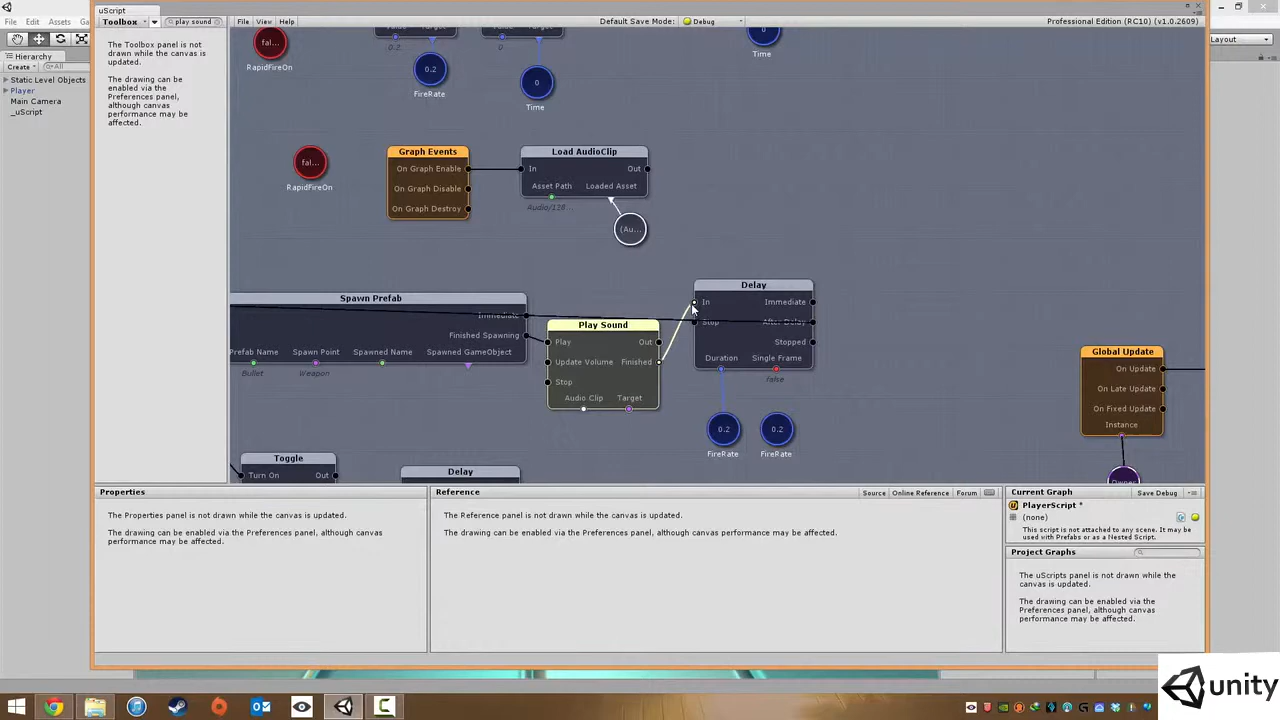 uScript
Toolbox
play sound
File
View
Help
Default Save Mode:
Debug
Professional Edition (RC10) (v1.0.2609)
File
Edit
Assets
Layout
Hierarchy
Create
All
Static Level Objects
Player
Main Camera
_uScript
The Toolbox panel is not
drawn while the canvas is
updated.
The drawing can be
enabled via the
Preferences panel,
although canvas
performance may be
affected.
fal...
RapidFireOn
0.2
0.2
FireRate
0
0
Time
Time
fal...
RapidFireOn
Graph Events
On Graph Enable
On Graph Disable
On Graph Destroy
Load AudioClip
In
Out
Asset Path
Loaded Asset
Audio/128...
(Au...
Spawn Prefab
Immediate
Finished Spawning
Prefab Name
Spawn Point
Spawned Name
Spawned GameObject
Bullet
Weapon
Play Sound
Play
Out
Update Volume
Finished
Stop
Audio Clip
Target
Delay
In
Immediate
Stop
After Delay
Stopped
Duration
Single Frame
false
0.2
FireRate
0.2
FireRate
Global Update
On Update
On Late Update
On Fixed Update
Instance
Owner
Toggle
Turn On
Out
Delay
Properties
The Properties panel is not drawn while the canvas is updated.
The drawing can be enabled via the Preferences panel, although canvas
performance may be affected.
Reference
Source
Online Reference
Forum
The Reference panel is not drawn while the canvas is updated.
The drawing can be enabled via the Preferences panel, although canvas performance may be affected.
Current Graph
Save Debug
PlayerScript *
(none)
This script is not attached to any scene. It may be
used with Prefabs or as a Nested Script.
Project Graphs
The uScripts panel is not drawn while the
canvas is updated.
The drawing can be enabled via the
Preferences panel, although canvas
performance may be affected.
unity